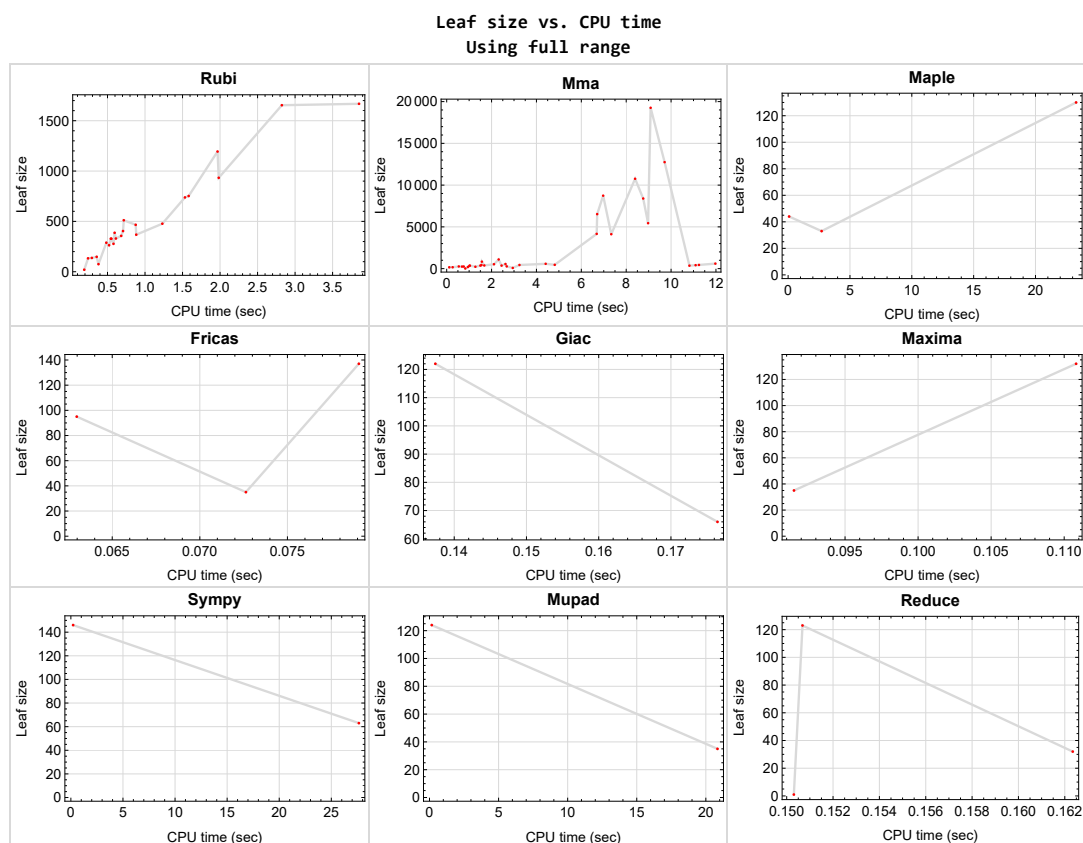 Leaf size vs. CPU time
Using full range
Rubi
Leaf size
1500
1000
500
0
0.5 1.0 1.5 2.0 2.5 3.0 3.5
CPU time (sec)
Mma
Leaf size
20 000
15 000
10 000
5000
0
0 2 4 6 8 10 12
CPU time (sec)
Maple
Leaf size
120
100
80
60
40
20
0
0 5 10 15 20
CPU time (sec)
Fricas
Leaf size
140
120
100
80
60
40
20
0
0.065 0.070 0.075
CPU time (sec)
Giac
Leaf size
120
110
100
90
80
70
60
0.14 0.15 0.16 0.17
CPU time (sec)
Maxima
Leaf size
120
100
80
60
40
20
0
0.095 0.100 0.105 0.110
CPU time (sec)
Sympy
Leaf size
140
120
100
80
60
40
20
0
0 5 10 15 20 25
CPU time (sec)
Mupad
Leaf size
120
100
80
60
40
20
0
0 5 10 15 20
CPU time (sec)
Reduce
Leaf size
120
100
80
60
40
20
0
0.150 0.152 0.154 0.156 0.158 0.160 0.162
CPU time (sec)